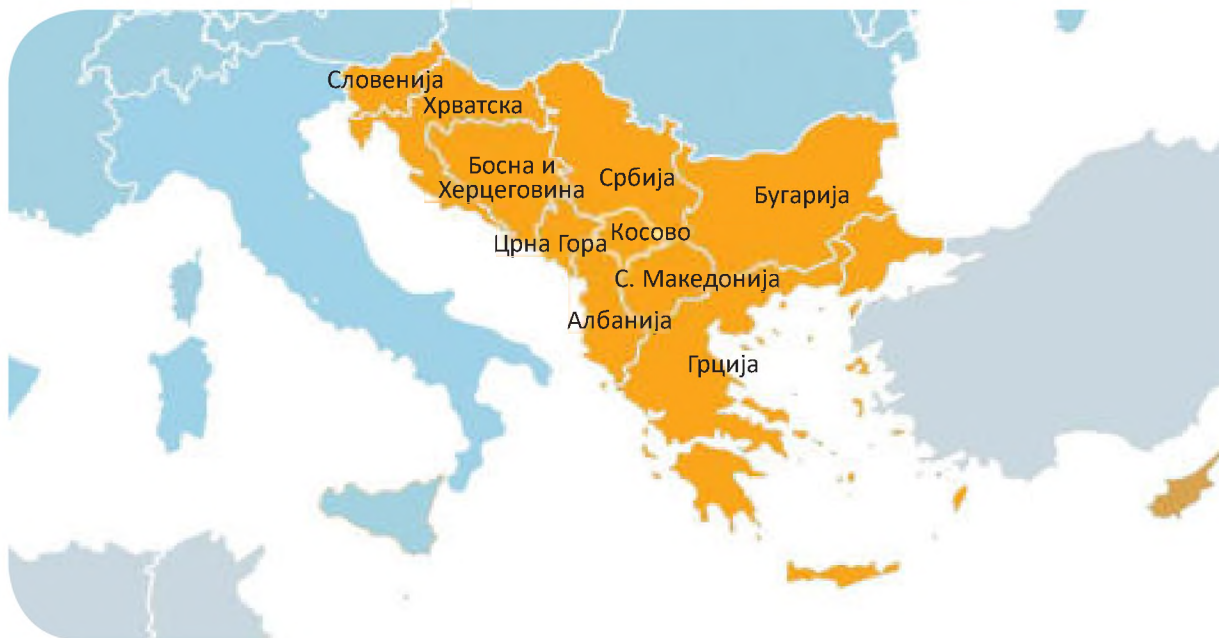 Словенија
Хрватска
Босна и
Херцеговина
Србија
Бугарија
Црна Гора
Косово
С. Македонија
Албанија
Грција